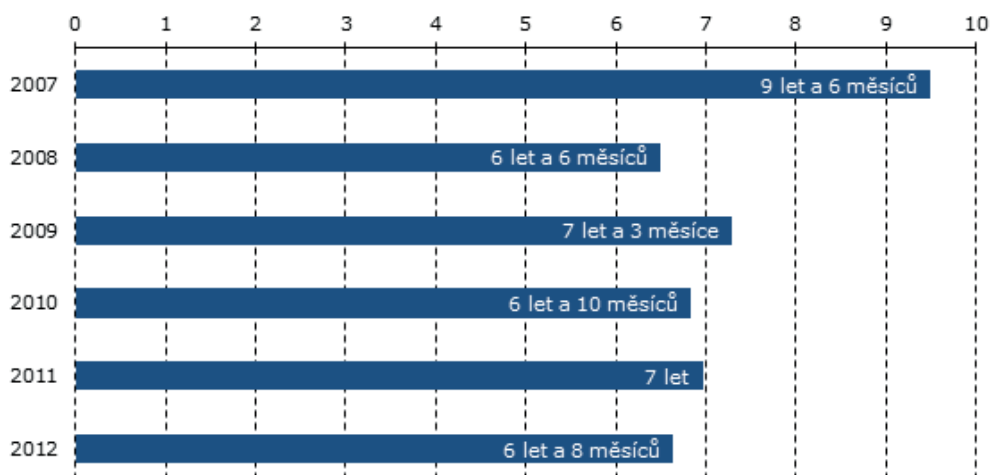 0 1 2 3 4 5 6 7 8 9 10
2007 9 let a 6 měsíců
2008 6 let a 6 měsíců
2009 7 let a 3 měsíce
2010 6 let a 10 měsíců
2011 7 let
2012 6 let a 8 měsíců